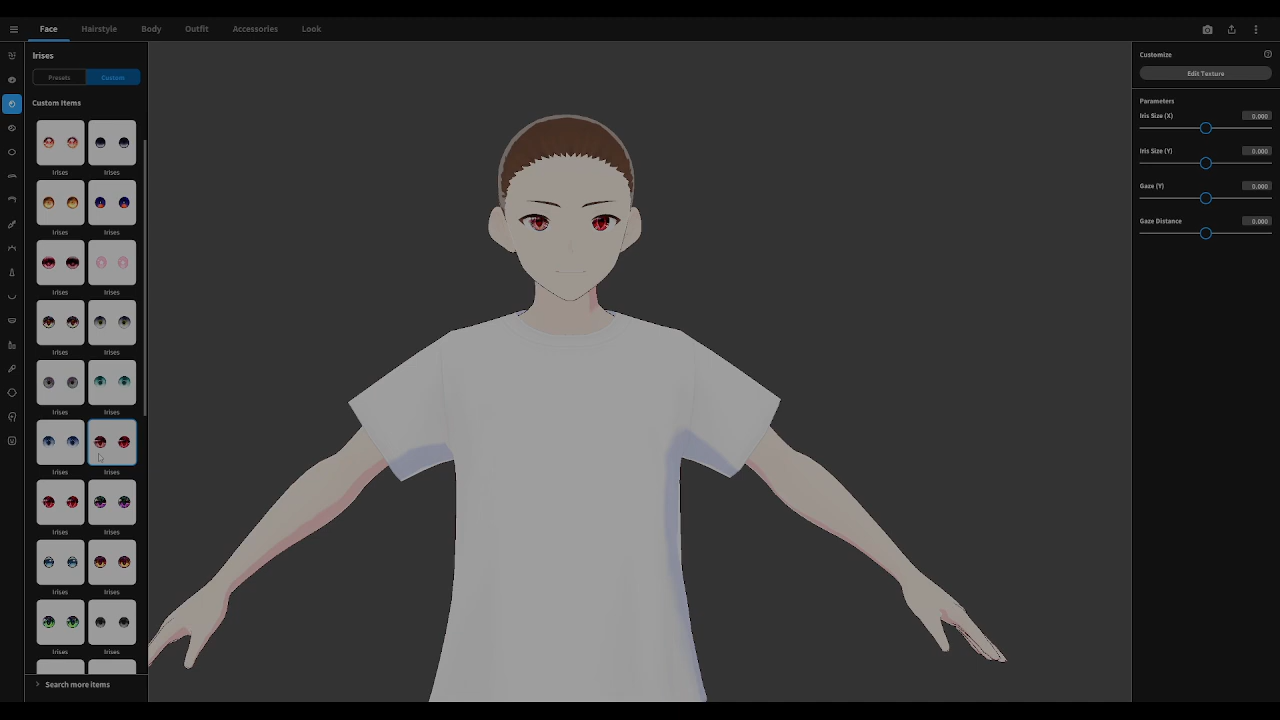 Face Hairstyle Body Outfit Accessories Look
Irises
Presets Custom
Custom Items
Irises Irises
Irises Irises
Irises Irises
Irises Irises
Irises Irises
Irises Irises
Irises Irises
Irises Irises
Irises Irises
Search more items
Customize
Edit Texture
Parameters
Iris Size (X) 0.000
Iris Size (Y) 0.000
Gaze (Y) 0.000
Gaze Distance 0.000